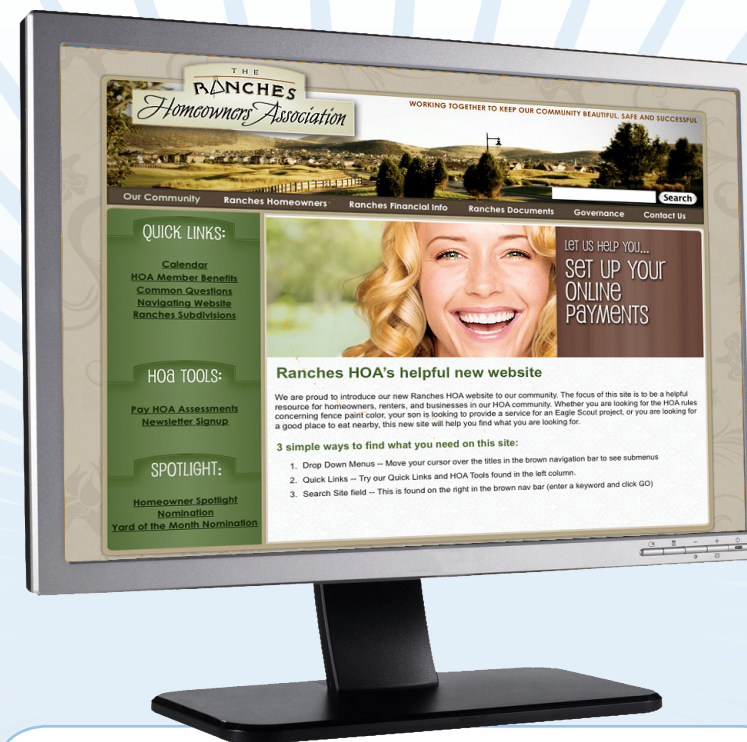 THE
RANCHES
Homeowners Association
WORKING TOGETHER TO KEEP OUR COMMUNITY BEAUTIFUL, SAFE AND SUCCESSFUL
Search
Our Community Ranches Homeowners Ranches Financial Info Ranches Documents Governance Contact Us
QUICK LINKS:
Calendar
HOA Member Benefits
Common Questions
Navigating Website
Ranches Subdivisions
HOA TOOLS:
Pay HOA Assessments
Newsletter Signup
SPOTLIGHT:
Homeowner Spotlight
Nomination
Yard of the Month Nomination
LET US HELP YOU...
SET UP YOUR
ONLINE
PAYMENTS
Ranches HOA's helpful new website
We are proud to introduce our new Ranches HOA website to our community. The focus of this site is to be a helpful
resource for homeowners, renters, and businesses in our HOA community. Whether you are looking for the HOA rules
concerning fence paint color, your son is looking to provide a service for an Eagle Scout project, or you are looking for
a good place to eat nearby, this new site will help you find what you are looking for.
3 simple ways to find what you need on this site:
1. Drop Down Menus -- Move your cursor over the titles in the brown navigation bar to see submenus
2. Quick Links -- Try our Quick Links and HOA Tools found in the left column.
3. Search Site field -- This is found on the right in the brown nav bar (enter a keyword and click GO)